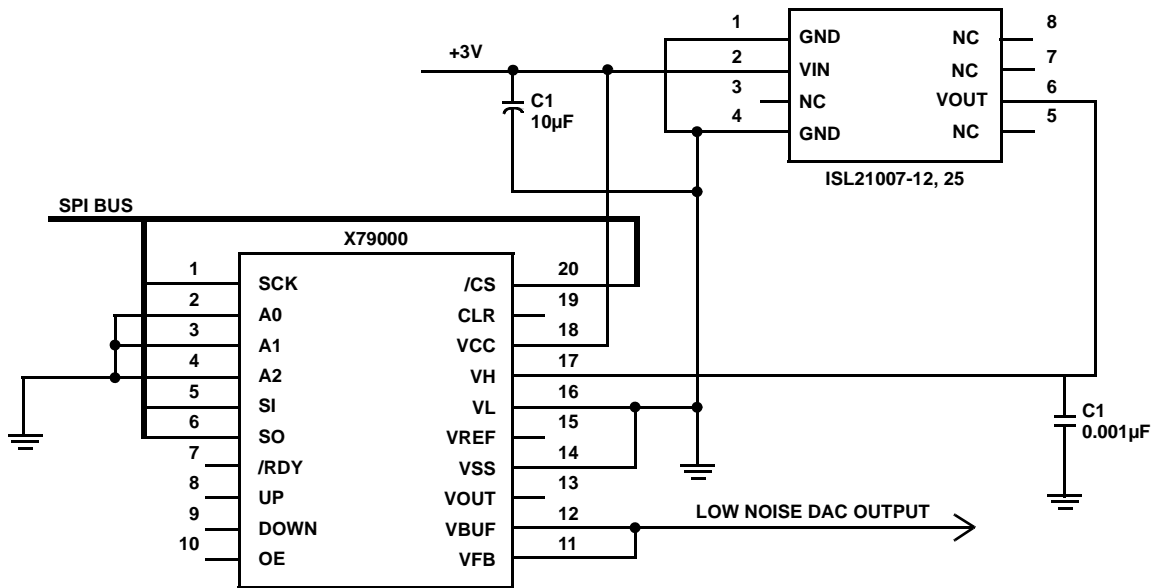 1 GND NC 8
+3V
2 VIN NC 7
3 NC VOUT 6
4 GND NC 5
C1
10µF
ISL21007-12, 25
SPI BUS
X79000
1 SCK /CS 20
2 A0 CLR 19
3 A1 VCC 18
4 A2 VH 17
5 SI VL 16
6 SO VREF 15
7 /RDY VSS 14
8 UP VOUT 13
9 DOWN VBUF 12
10 OE VFB 11
C1
0.001µF
LOW NOISE DAC OUTPUT